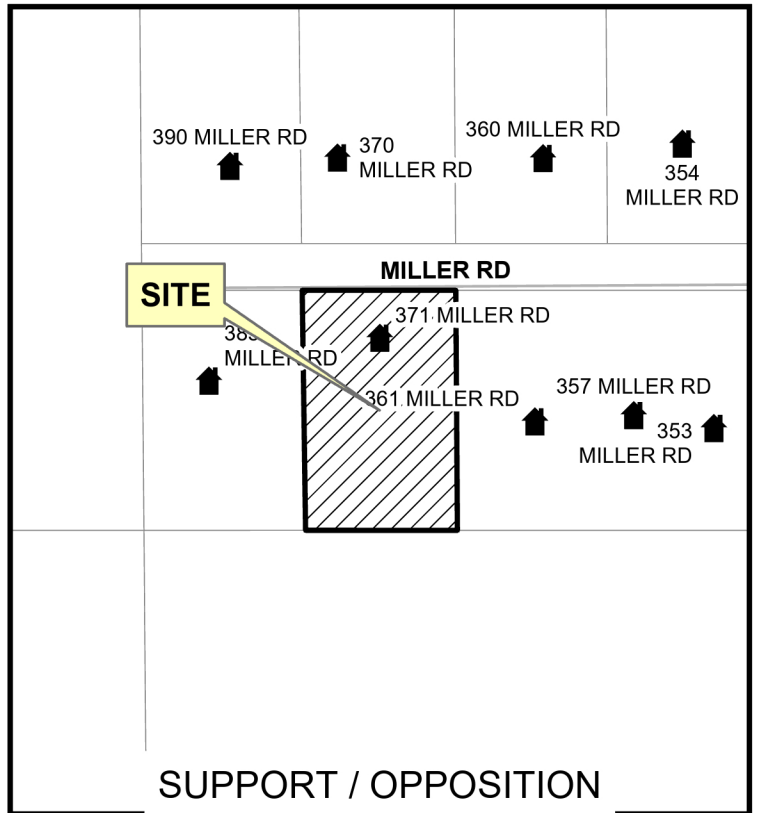 390 MILLER RD
370
MILLER RD
360 MILLER RD
354
MILLER RD
MILLER RD
SITE
371 MILLER RD
MILLER RD
361 MILLER RD
357 MILLER RD
353
MILLER RD
SUPPORT / OPPOSITION